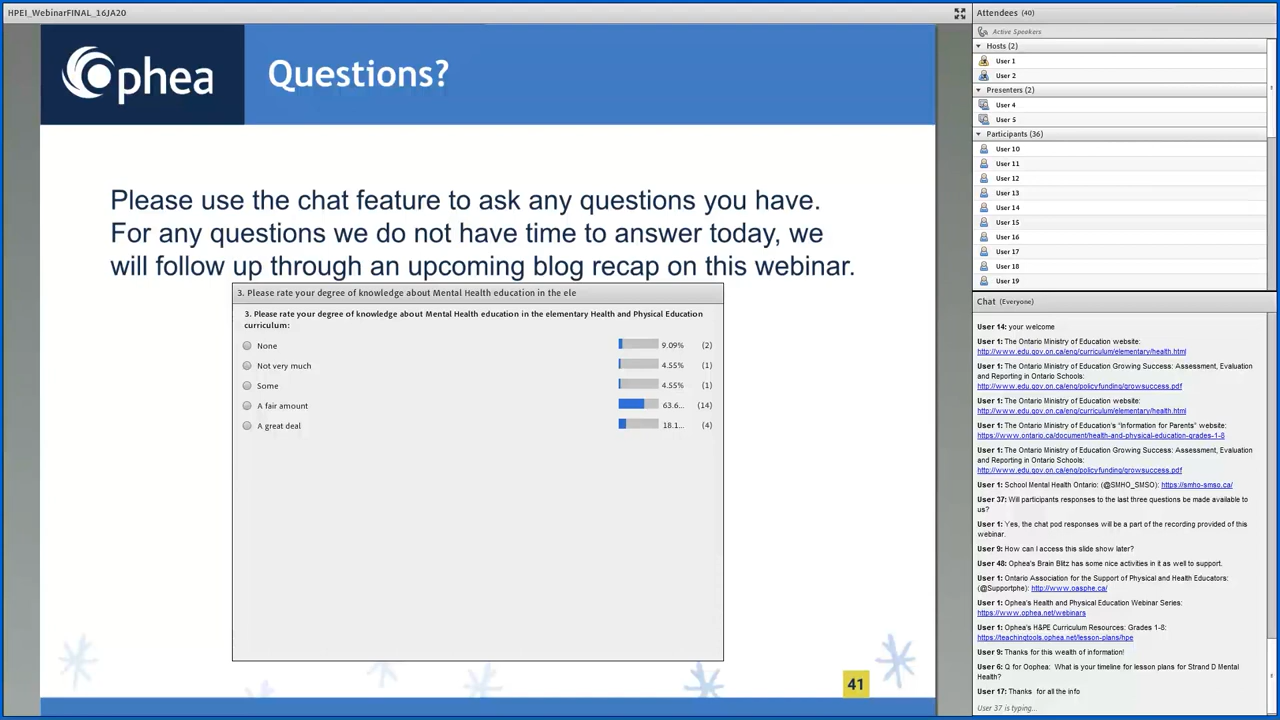 HPEI_WebinarFINAL_16JA20
Ophea
Questions?
Please use the chat feature to ask any questions you have.
For any questions we do not have time to answer today, we
will follow up through an upcoming blog recap on this webinar.
3. Please rate your degree of knowledge about Mental Health education in the ele
3. Please rate your degree of knowledge about Mental Health education in the elementary Health and Physical Education
curriculum:
None 9.09% (2)
Not very much 4.55% (1)
Some 4.55% (1)
A fair amount 63.6... (14)
A great deal 18.1... (4)
41
Attendees (40)
Active Speakers
Hosts (2)
User 1
User 2
Presenters (2)
User 4
User 5
Participants (36)
User 10
User 11
User 12
User 13
User 14
User 15
User 16
User 17
User 18
User 19
Chat (Everyone)
User 14: your welcome
User 1: The Ontario Ministry of Education website:
http://www.edu.gov.on.ca/eng/curriculum/elementary/health.html
User 1: The Ontario Ministry of Education Growing Success: Assessment, Evaluation
and Reporting in Ontario Schools:
http://www.edu.gov.on.ca/eng/policyfunding/growsuccess.pdf
User 1: The Ontario Ministry of Education website:
http://www.edu.gov.on.ca/eng/curriculum/elementary/health.html
User 1: The Ontario Ministry of Education's "Information for Parents" website:
https://www.ontario.ca/document/health-and-physical-education-grades-1-8
User 1: The Ontario Ministry of Education Growing Success: Assessment, Evaluation
and Reporting in Ontario Schools:
http://www.edu.gov.on.ca/eng/policyfunding/growsuccess.pdf
User 1: School Mental Health Ontario: (@SMHO_SMSO): https://smho-smso.ca/
User 37: Will participants responses to the last three questions be made available to
us?
User 1: Yes, the chat pod responses will be a part of the recording provided of this
webinar.
User 9: How can I access this slide show later?
User 48: Ophea's Brain Blitz has some nice activities in it as well to support.
User 1: Ontario Association for the Support of Physical and Health Educators:
(@Supportphe): http://www.oasphe.ca/
User 1: Ophea's Health and Physical Education Webinar Series:
https://www.ophea.net/webinars
User 1: Ophea's H&PE Curriculum Resources: Grades 1-8:
https://teachingtools.ophea.net/lesson-plans/hpe
User 9: Thanks for this wealth of information!
User 6: Q for Oophea: What is your timeline for lesson plans for Strand D Mental
Health?
User 17: Thanks for all the info
User 37 is typing...